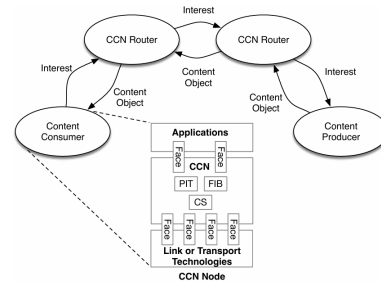 Interest
CCN Router
CCN Router
Interest
Content
Object
Interest
Content
Object
Content
Object
Content
Consumer
Content
Producer
Applications
Face
Face
CCN
PIT
FIB
CS
Face
Face
Face
Face
Link or Transport
Technologies
CCN Node